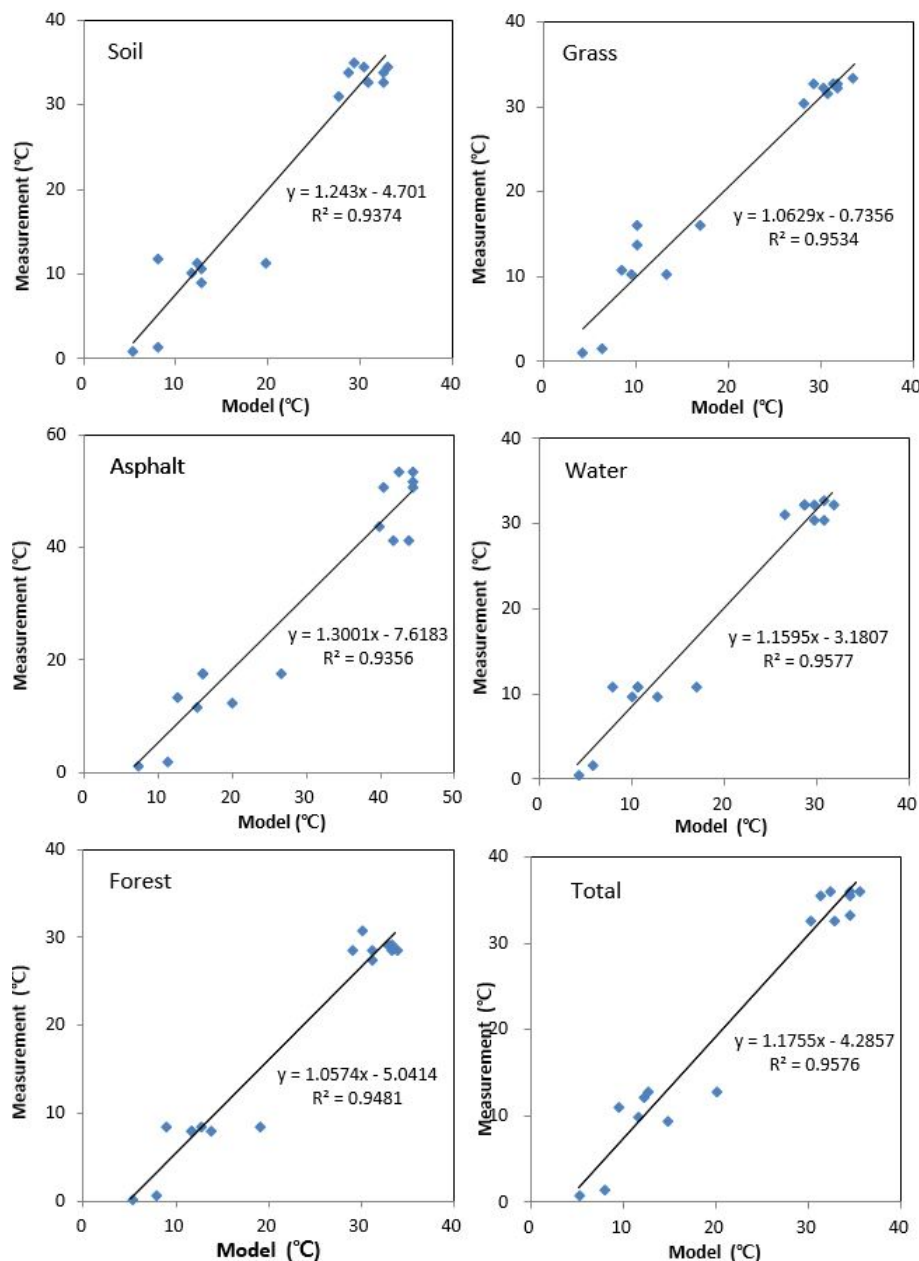 Soil
40
30
20
10
0
Measurement (℃)
y = 1.243x - 4.701
R² = 0.9374
0 10 20 30 40
Model (℃)
Grass
40
30
20
10
0
Measurement (℃)
y = 1.0629x - 0.7356
R² = 0.9534
0 10 20 30 40
Model (℃)
Asphalt
60
40
20
0
Measurement (℃)
y = 1.3001x - 7.6183
R² = 0.9356
0 10 20 30 40 50
Model (℃)
Water
40
30
20
10
0
Measurement (℃)
y = 1.1595x - 3.1807
R² = 0.9577
0 10 20 30 40
Model (℃)
Forest
40
30
20
10
0
Measurement (℃)
y = 1.0574x - 5.0414
R² = 0.9481
0 10 20 30 40
Model (℃)
Total
40
30
20
10
0
Measurement (℃)
y = 1.1755x - 4.2857
R² = 0.9576
0 10 20 30 40
Model (℃)